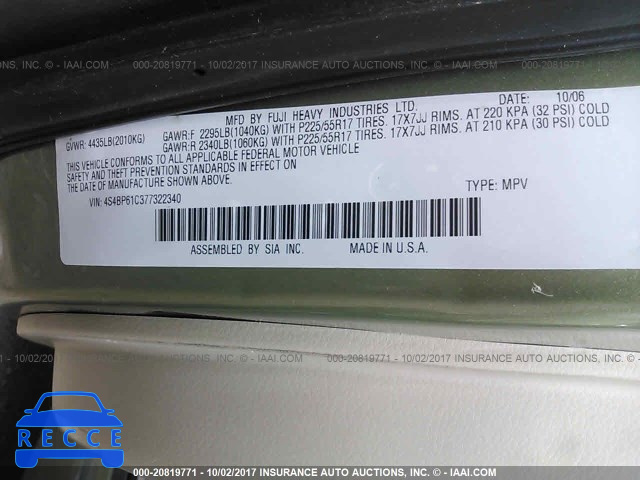 000-20819771 - 10/02/2017 INSURANCE AUTO AUCTIONS, INC. - © IAAI.COM
MFD BY FUJI HEAVY INDUSTRIES LTD. DATE: 10/06
GVWR: 4435LB(2010KG) GAWR:F 2295LB(1040KG) WITH P225/55R17 TIRES. 17X7JJ RIMS. AT 220 KPA (32 PSI) COLD
GAWR:R 2340LB(1060KG) WITH P225/55R17 TIRES. 17X7JJ RIMS. AT 210 KPA (30 PSI) COLD
THIS VEHICLE CONFORMS TO ALL APPLICABLE FEDERAL MOTOR VEHICLE
SAFETY AND THEFT PREVENTION STANDARDS IN EFFECT ON
THE DATE OF MANUFACTURE SHOWN ABOVE.
VIN: 4S4BP61C377322340 TYPE: MPV
ASSEMBLED BY SIA INC. MADE IN U.S.A.
000-20819771 - 10/02/2017 INSURANCE AUTO AUCTIONS, INC. - © IAAI.COM
RECCE
000-20819771 - 10/02/2017 INSURANCE AUTO AUCTIONS, INC. - © IAAI.COM